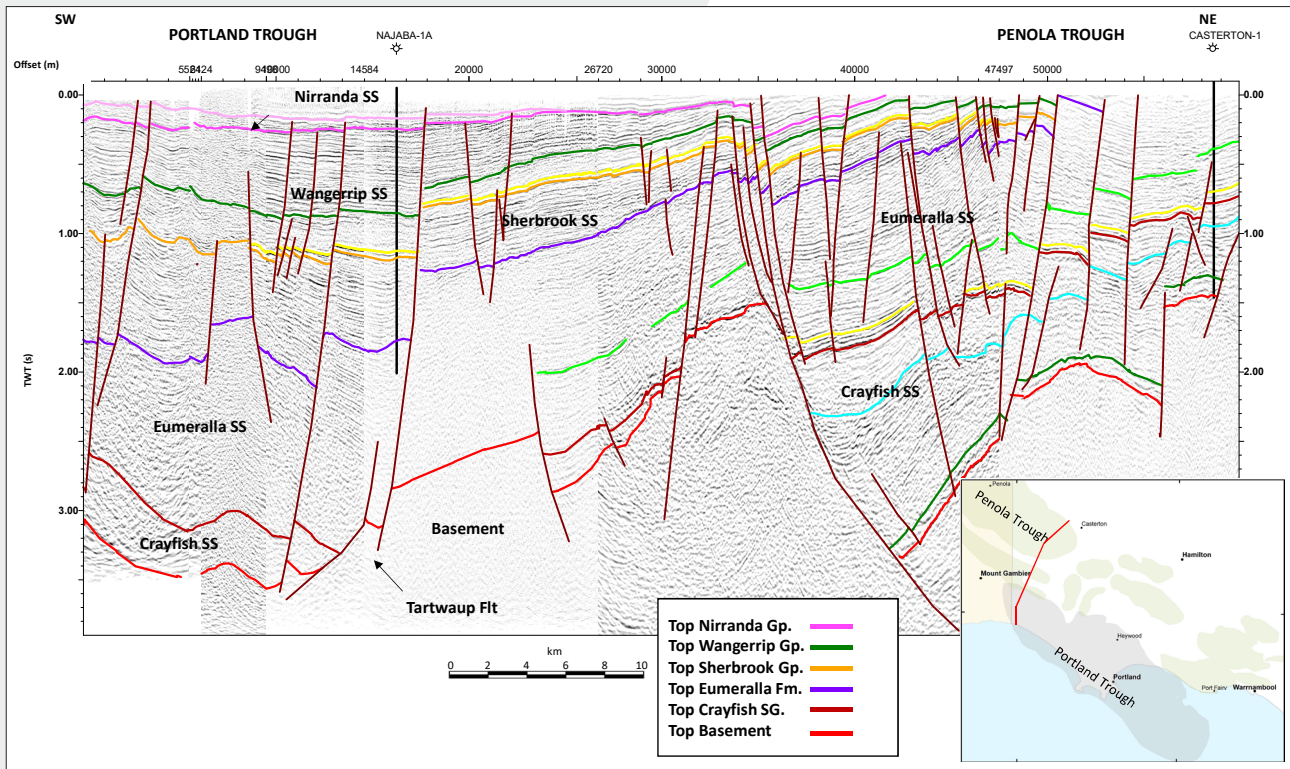 SW
NE
PORTLAND TROUGH
NAJABA-1A
PENOLA TROUGH
CASTERTON-1
Offset (m)
9498
14584
20000
26720
30000
40000
47497
50000
0.00
0.00
Nirranda SS
Wangerrip SS
Sherbrook SS
Eumeralla SS
1.00
1.00
TWT (s)
2.00
2.00
Crayfish SS
Eumeralla SS
3.00
Basement
Crayfish SS
Tartwaup Flt
km
0 2 4 6 8 10
Top Nirranda Gp.
Top Wangerrip Gp.
Top Sherbrook Gp.
Top Eumeralla Fm.
Top Crayfish SG.
Top Basement
Penola
Penola Trough
Casterton
Hamilton
Mount Gambier
Heywood
Portland
Portland Trough
Port Fairy
Warrnambool